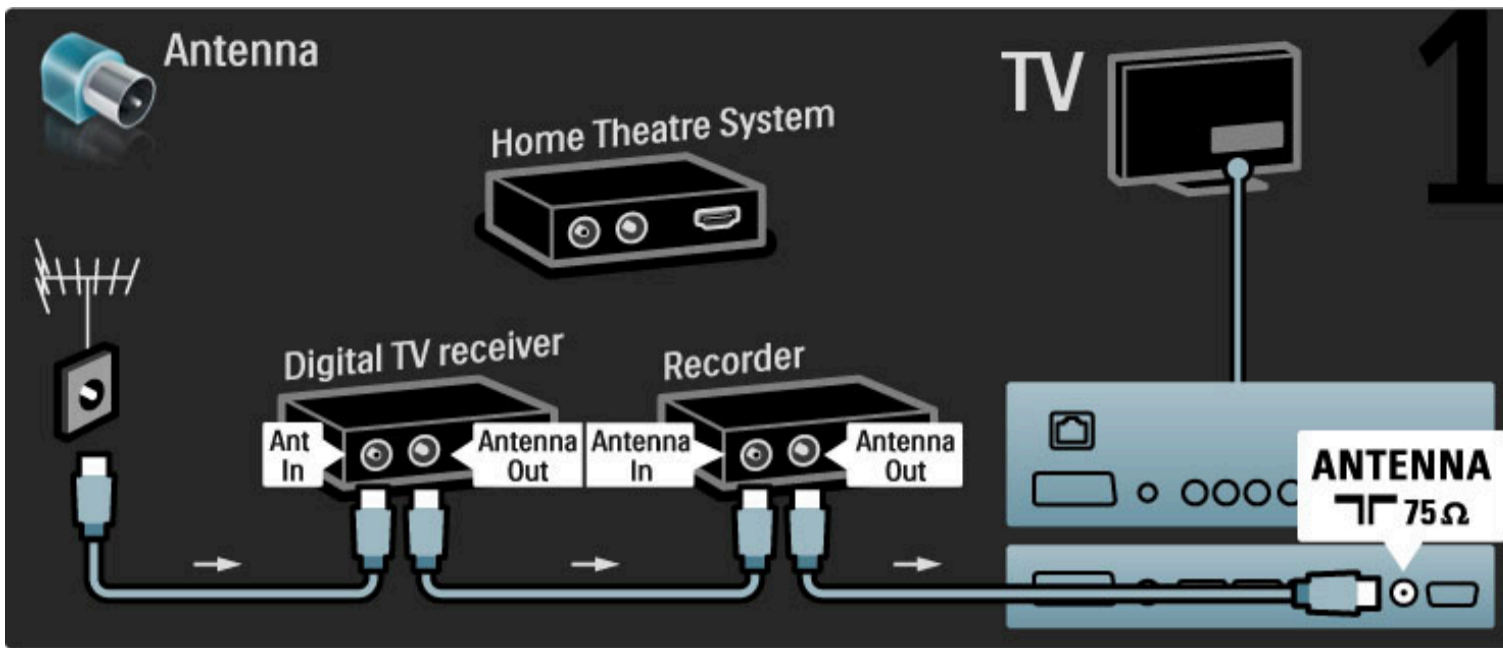 Antenna
TV
1
Home Theatre System
Digital TV receiver
Recorder
Ant
In
Antenna
Out
Antenna
In
Antenna
Out
ANTENNA
75 Ω